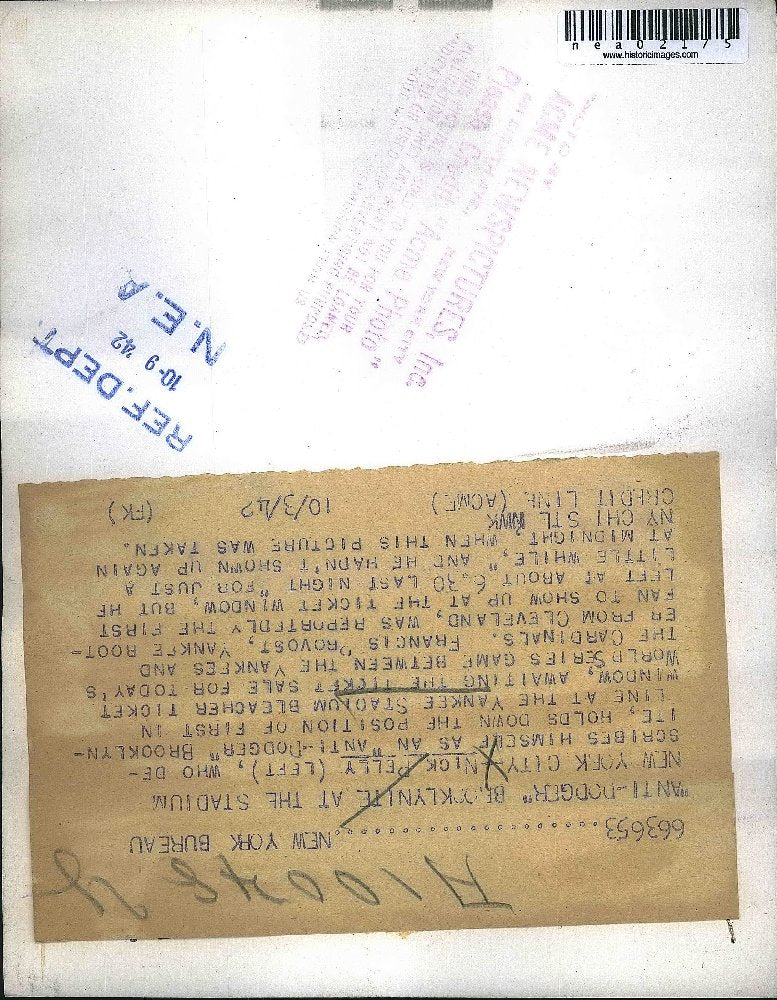 nea02175
www.historicimages.com
ACME NEWSPICTURES, Inc.
NEW YORK CITY
Please Credit "Acme Photo"
N.E.A
10-9 '42
REF. DEPT.
663653 NEW YORK BUREAU
"ANTI-DODGER" BROOKLYNITE AT THE STADIUM
NEW YORK CITY--NICK PELLY (LEFT), WHO DE-
SCRIBES HIMSELF AS AN "ANTI-DODGER" BROOKLYN-
ITE, HOLDS DOWN THE POSITION OF FIRST IN
LINE AT THE YANKEE STADIUM BLEACHER TICKET
WINDOW, AWAITING THE TICKET SALE FOR TODAY'S
WORLD SERIES GAME BETWEEN THE YANKEES AND
THE CARDINALS. FRANCIS PROVOST, YANKEE ROOT-
ER FROM CLEVELAND, WAS REPORTEDLY THE FIRST
FAN TO SHOW UP AT THE TICKET WINDOW, BUT HE
LEFT AT ABOUT 6.30 LAST NIGHT "FOR JUST A
LITTLE WHILE," AND HE HADN'T SHOWN UP AGAIN
AT MIDNIGHT, WHEN THIS PICTURE WAS TAKEN.
NY CHI STL NWK
CREDIT LINE (ACME) 10/3/42 (FK)